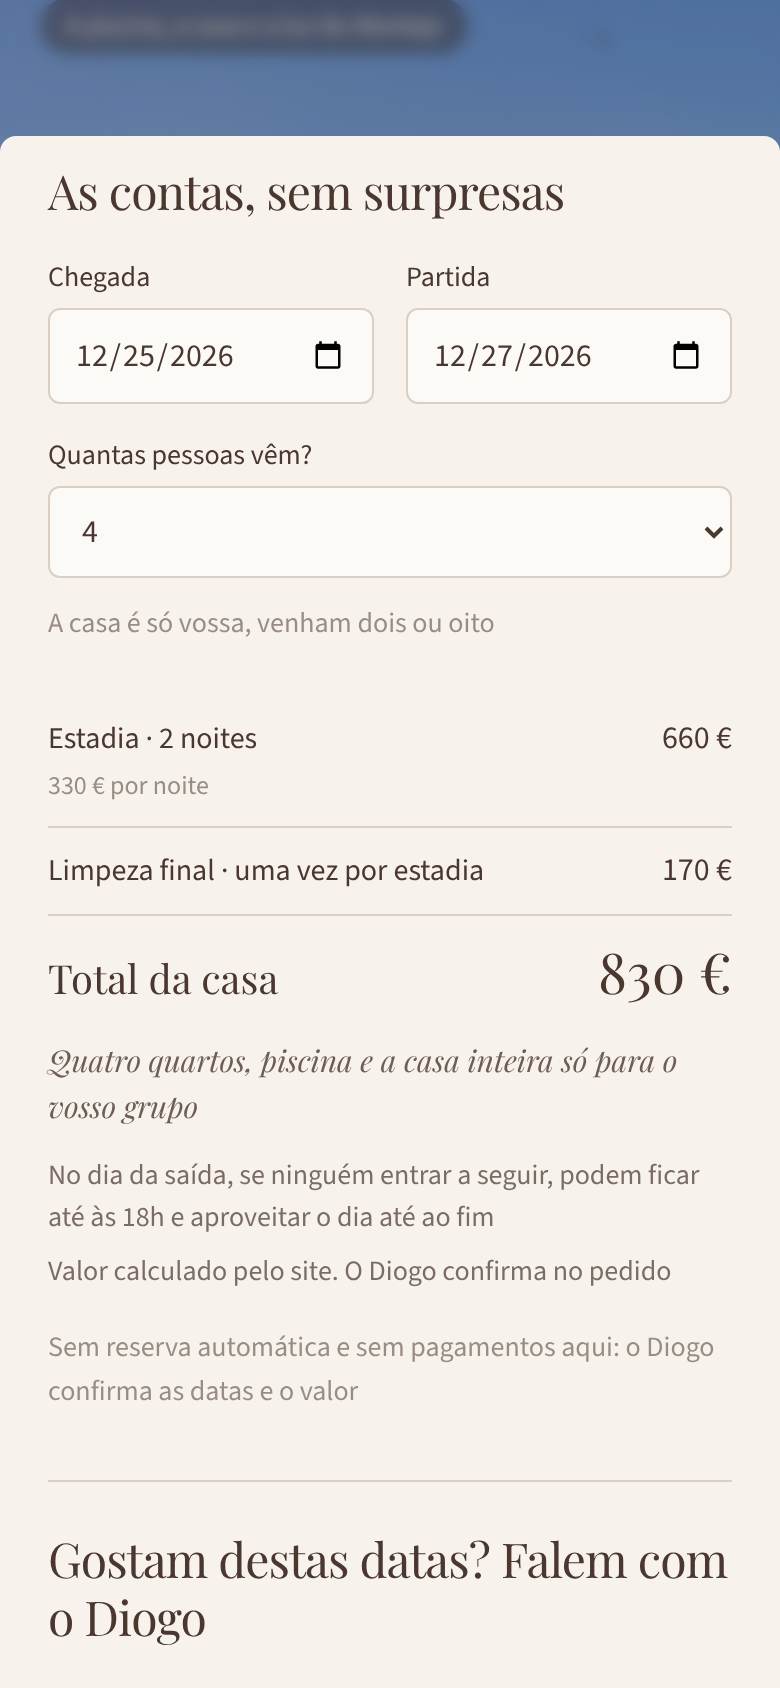 As contas, sem surpresas
Chegada
Partida
12/25/2026
12/27/2026
Quantas pessoas vêm?
4
A casa é só vossa, venham dois ou oito
Estadia · 2 noites
660 €
330 € por noite
Limpeza final · uma vez por estadia
170 €
Total da casa
830 €
Quatro quartos, piscina e a casa inteira só para o
vosso grupo
No dia da saída, se ninguém entrar a seguir, podem ficar
até às 18h e aproveitar o dia até ao fim
Valor calculado pelo site. O Diogo confirma no pedido
Sem reserva automática e sem pagamentos aqui: o Diogo
confirma as datas e o valor
Gostam destas datas? Falem com
o Diogo